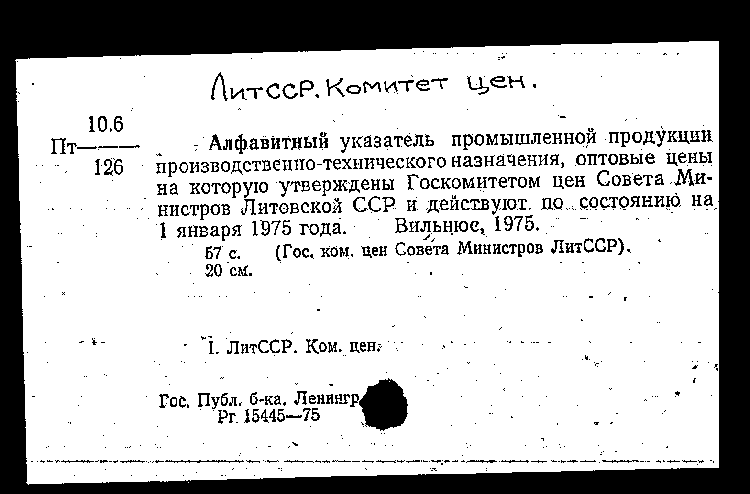 ЛитССР. Комитет цен.
10.6
Пт
126
Алфавитный указатель промышленной продукции
производственно-технического назначения, оптовые цены
на которую утверждены Госкомитетом цен Совета Ми-
нистров Литовской ССР и действуют по состоянию на
1 января 1975 года. Вильнюс, 1975.
57 с. (Гос. ком. цен Совета Министров ЛитССР).
20 см.
I. ЛитССР. Ком. цен.
Гос. Публ. б-ка. Ленингр
Рг 15445—75